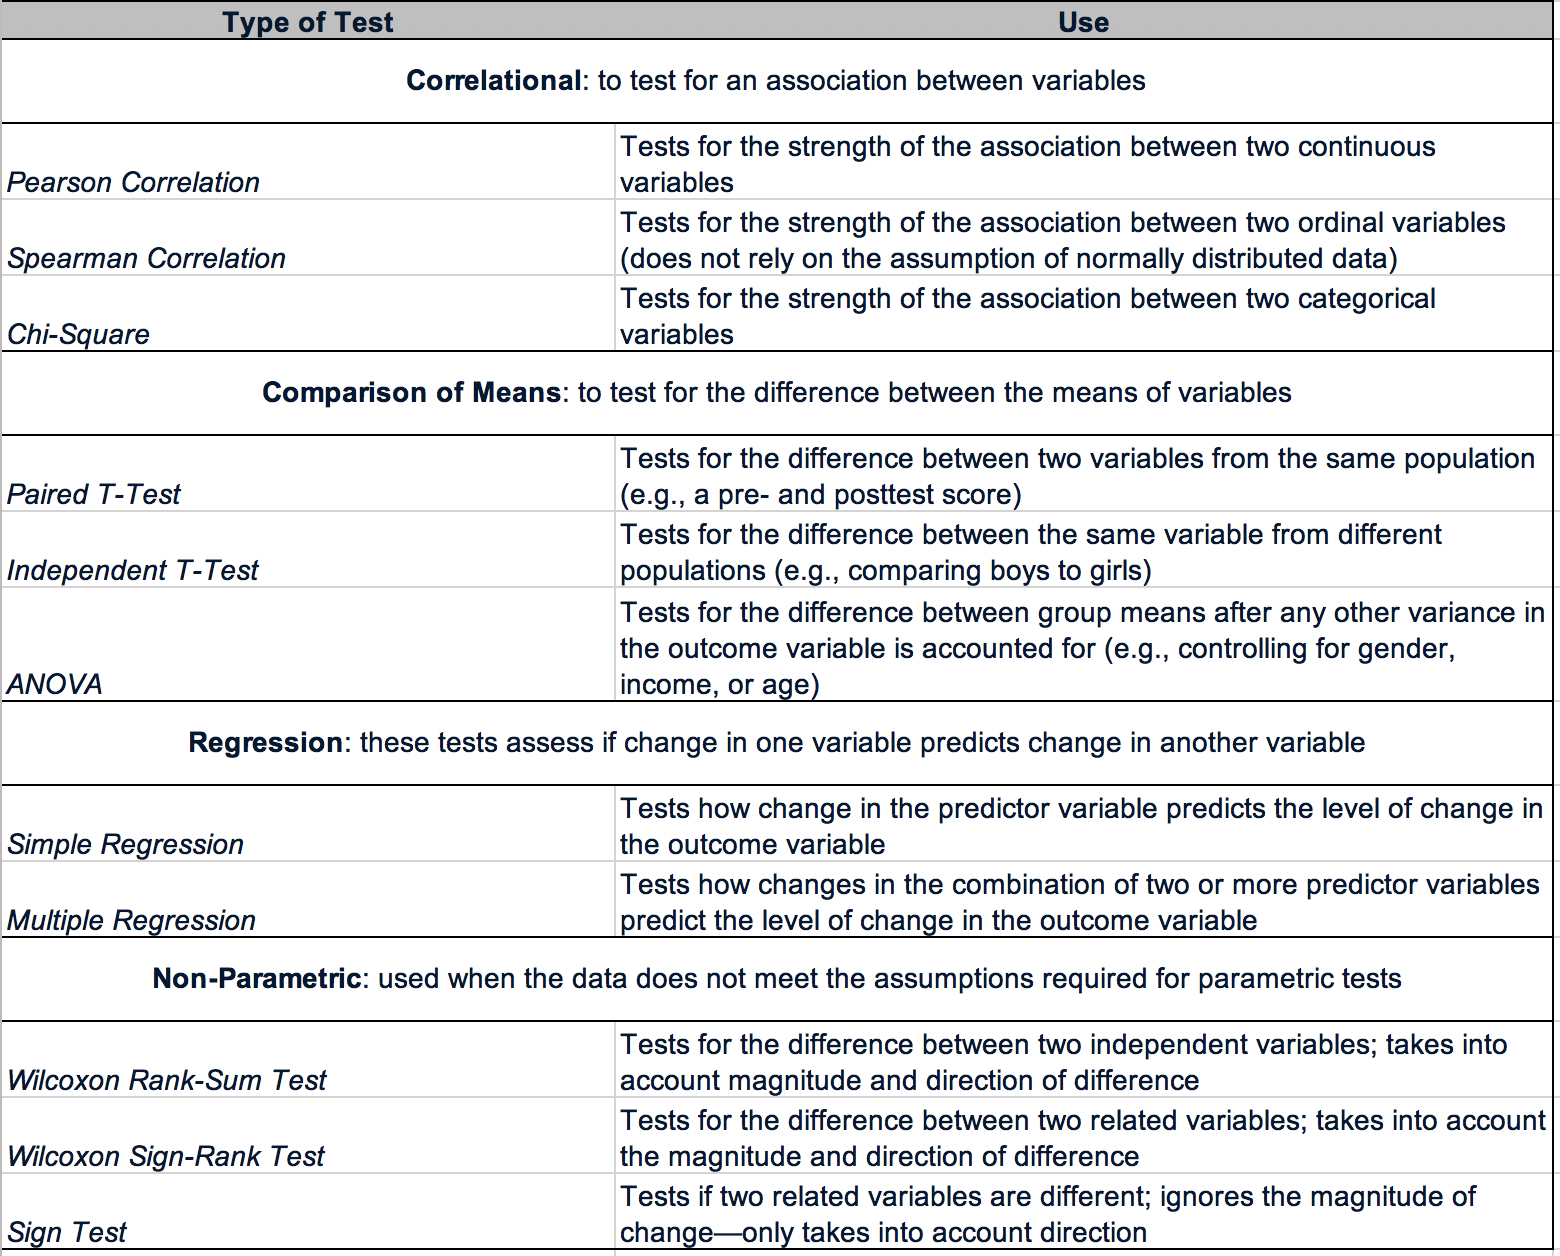 Type of Test
Use
Correlational: to test for an association between variables
Pearson Correlation
Tests for the strength of the association between two continuous
variables
Spearman Correlation
Tests for the strength of the association between two ordinal variables
(does not rely on the assumption of normally distributed data)
Chi-Square
Tests for the strength of the association between two categorical
variables
Comparison of Means: to test for the difference between the means of variables
Paired T-Test
Tests for the difference between two variables from the same population
(e.g., a pre- and posttest score)
Independent T-Test
Tests for the difference between the same variable from different
populations (e.g., comparing boys to girls)
ANOVA
Tests for the difference between group means after any other variance in
the outcome variable is accounted for (e.g., controlling for gender,
income, or age)
Regression: these tests assess if change in one variable predicts change in another variable
Simple Regression
Tests how change in the predictor variable predicts the level of change in
the outcome variable
Multiple Regression
Tests how changes in the combination of two or more predictor variables
predict the level of change in the outcome variable
Non-Parametric: used when the data does not meet the assumptions required for parametric tests
Wilcoxon Rank-Sum Test
Tests for the difference between two independent variables; takes into
account magnitude and direction of difference
Wilcoxon Sign-Rank Test
Tests for the difference between two related variables; takes into account
the magnitude and direction of difference
Sign Test
Tests if two related variables are different; ignores the magnitude of
change—only takes into account direction